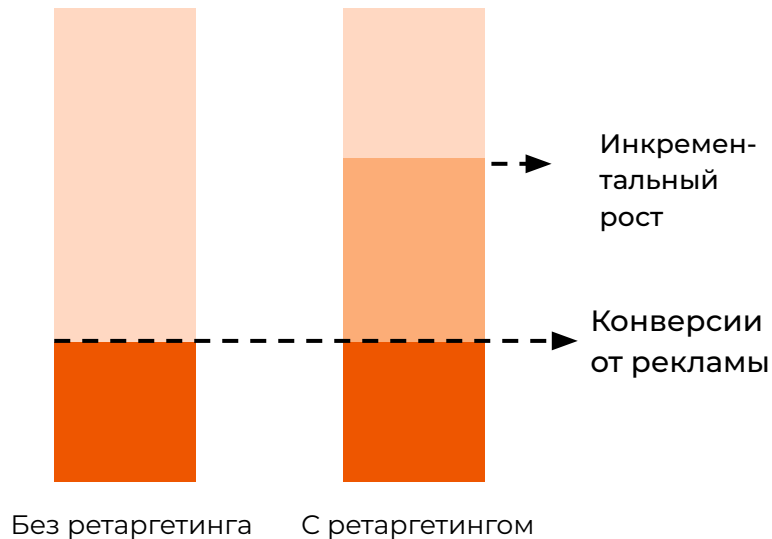 Инкремен-
тальный
рост
Конверсии
от рекламы
Без ретаргетинга
С ретаргетингом